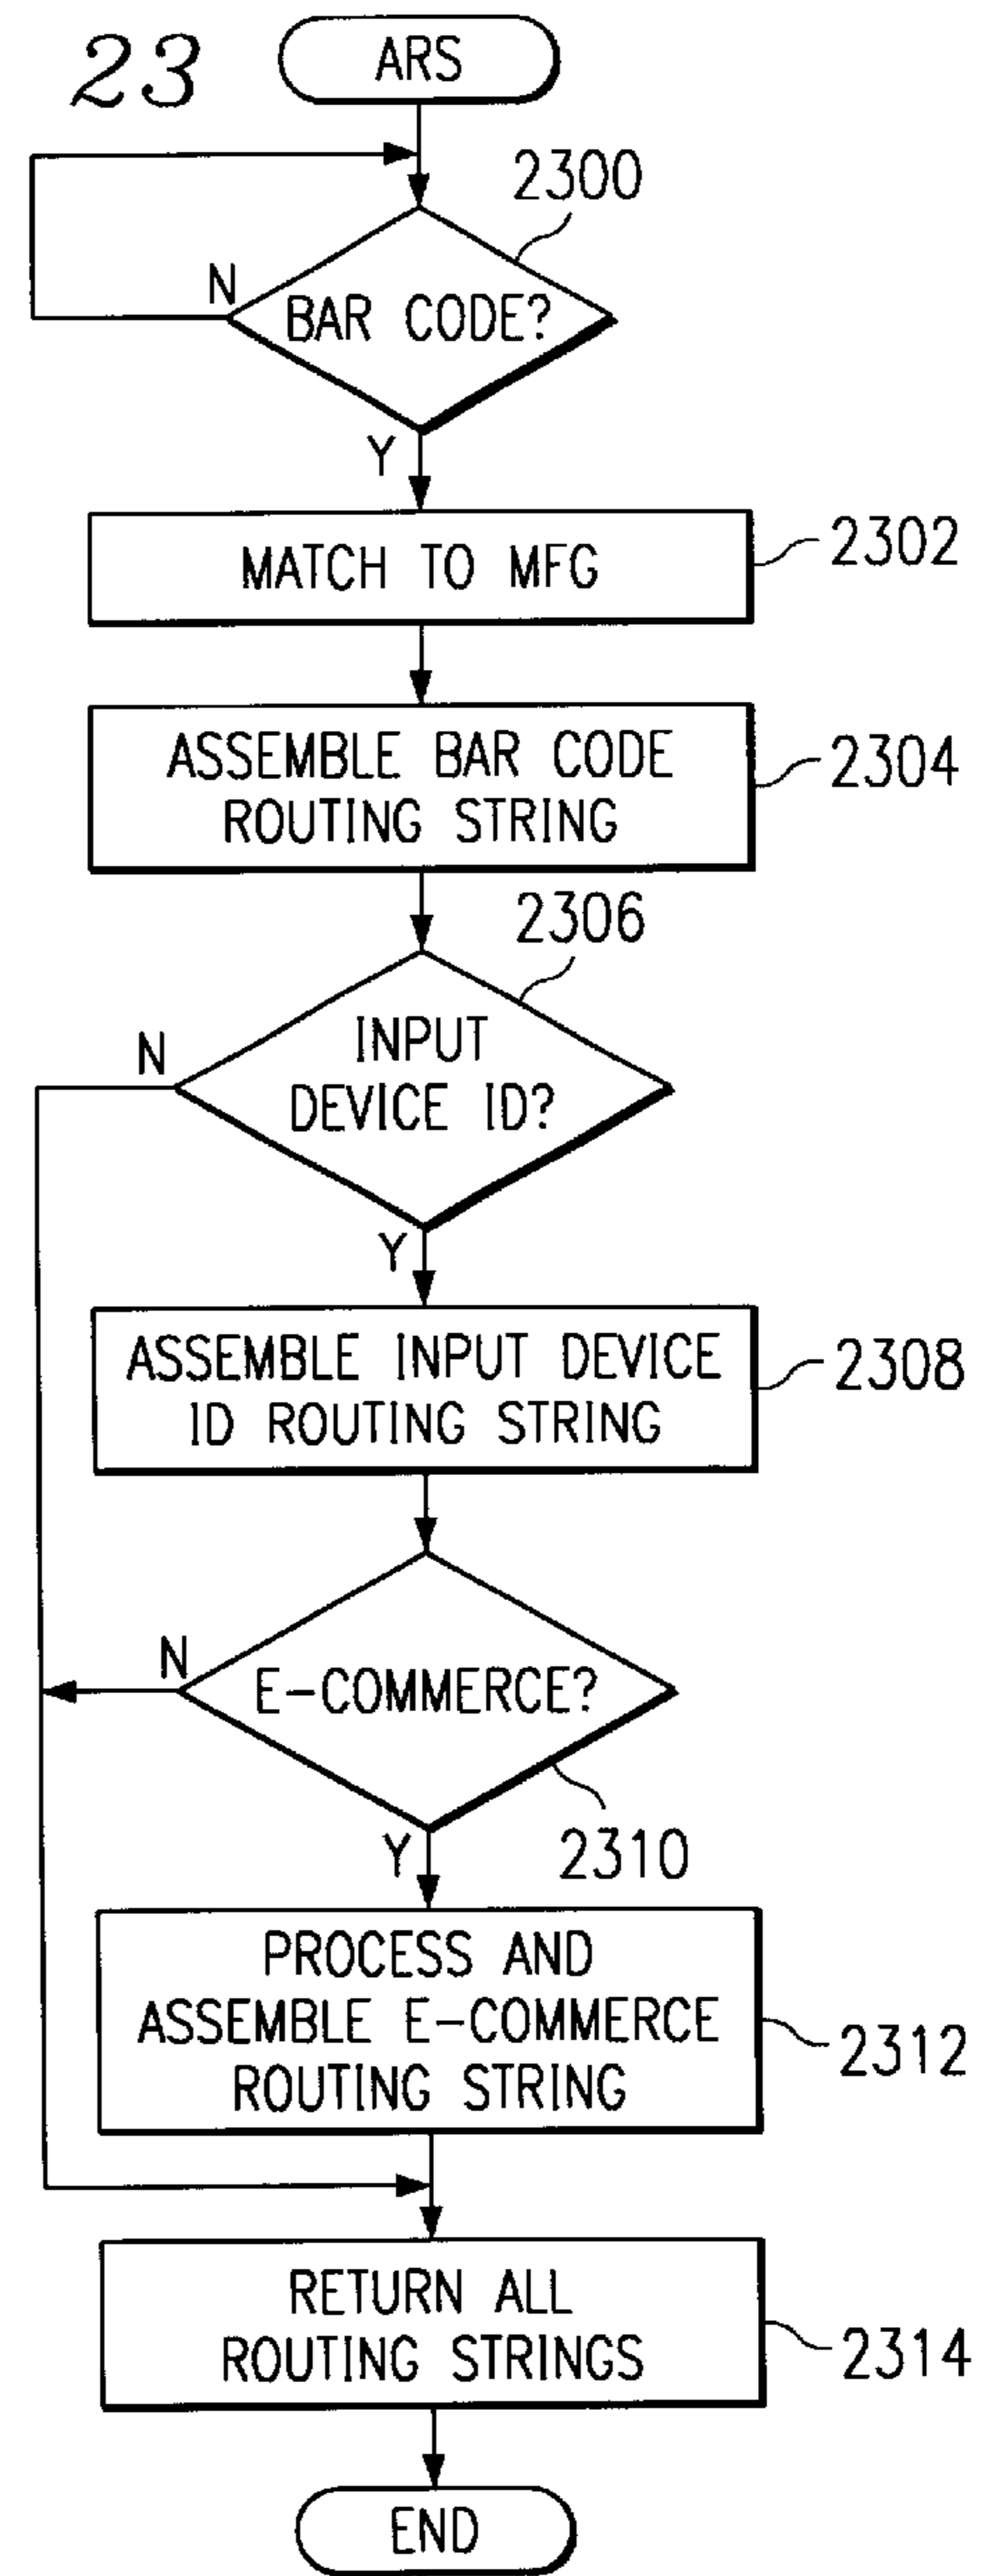 23
ARS
2300
N
BAR CODE?
Y
MATCH TO MFG
2302
ASSEMBLE BAR CODE
ROUTING STRING
2304
2306
N
INPUT
DEVICE ID?
Y
ASSEMBLE INPUT DEVICE
ID ROUTING STRING
2308
N
E-COMMERCE?
Y
2310
PROCESS AND
ASSEMBLE E-COMMERCE
ROUTING STRING
2312
RETURN ALL
ROUTING STRINGS
2314
END